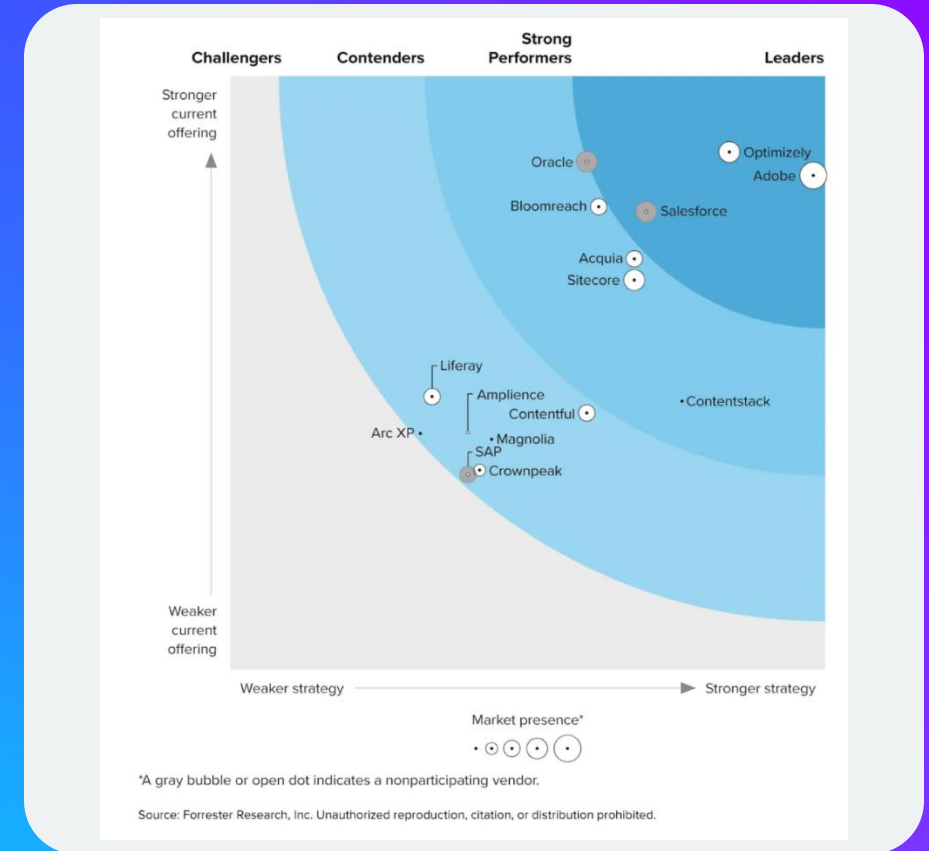 Challengers
Contenders
Strong
Performers
Leaders
Stronger
current
offering
Optimizely
Oracle
Adobe
Bloomreach
Salesforce
Acquia
Sitecore
Liferay
Amplience
Contentstack
Contentful
Arc XP
Magnolia
SAP
Crownpeak
Weaker
current
offering
Weaker strategy
Stronger strategy
Market presence*
*A gray bubble or open dot indicates a nonparticipating vendor.
Source: Forrester Research, Inc. Unauthorized reproduction, citation, or distribution prohibited.